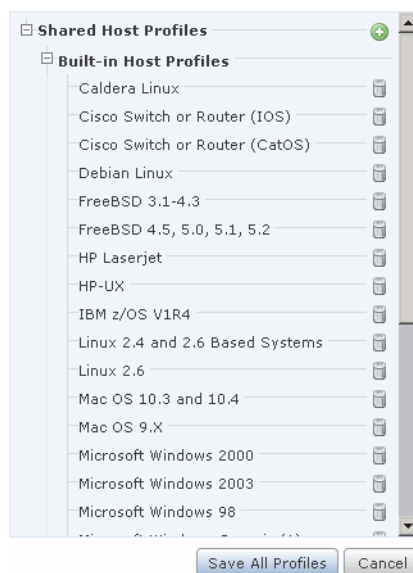 Shared Host Profiles
Built-in Host Profiles
Caldera Linux
Cisco Switch or Router (IOS)
Cisco Switch or Router (CatOS)
Debian Linux
FreeBSD 3.1-4.3
FreeBSD 4.5, 5.0, 5.1, 5.2
HP Laserjet
HP-UX
IBM z/OS V1R4
Linux 2.4 and 2.6 Based Systems
Linux 2.6
Mac OS 10.3 and 10.4
Mac OS 9.X
Microsoft Windows 2000
Microsoft Windows 2003
Microsoft Windows 98
Save All Profiles Cancel